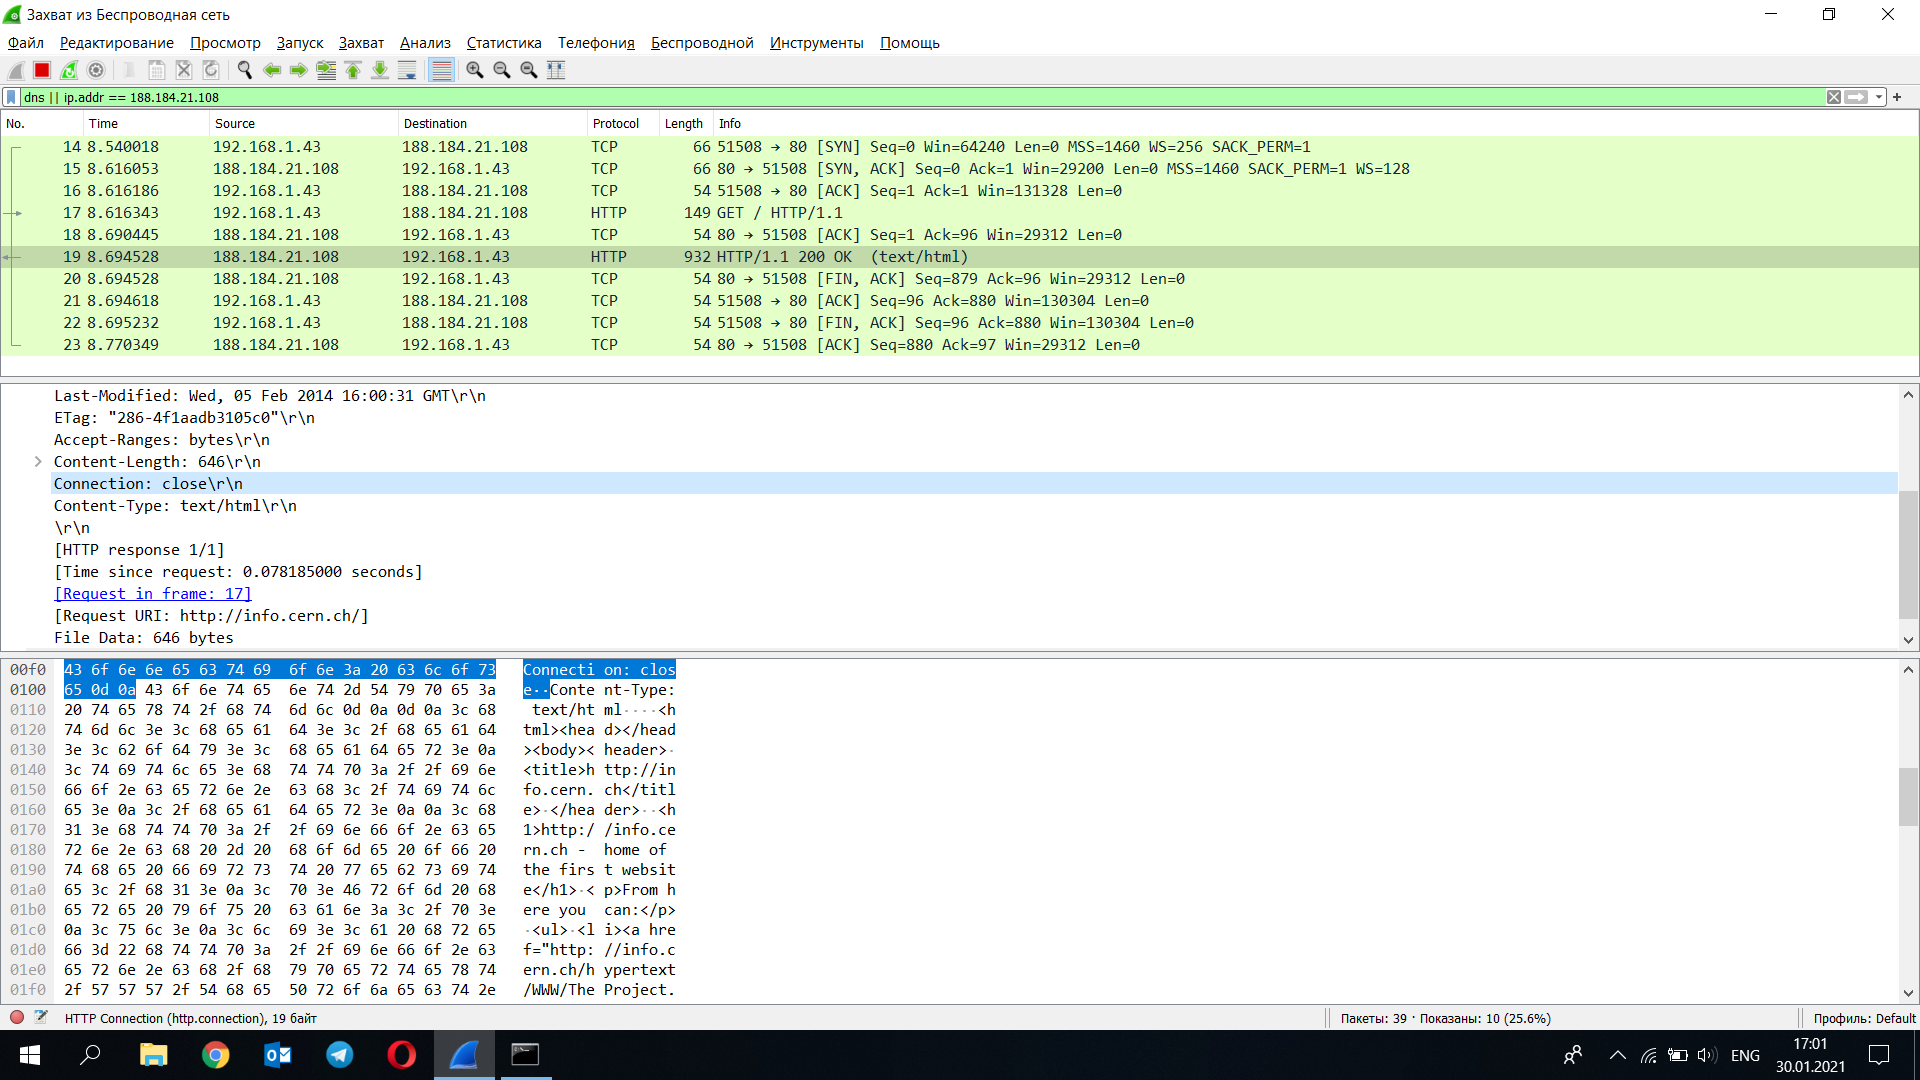 Захват из Беспроводная сеть
Файл Редактирование Просмотр Запуск Захват Анализ Статистика Телефония Беспроводной Инструменты Помощь
dns || ip.addr == 188.184.21.108
No. Time Source Destination Protocol Length Info
14 8.540018 192.168.1.43 188.184.21.108 TCP 66 51508 → 80 [SYN] Seq=0 Win=64240 Len=0 MSS=1460 WS=256 SACK_PERM=1
15 8.616053 188.184.21.108 192.168.1.43 TCP 66 80 → 51508 [SYN, ACK] Seq=0 Ack=1 Win=29200 Len=0 MSS=1460 SACK_PERM=1 WS=128
16 8.616186 192.168.1.43 188.184.21.108 TCP 54 51508 → 80 [ACK] Seq=1 Ack=1 Win=131328 Len=0
17 8.616343 192.168.1.43 188.184.21.108 HTTP 149 GET / HTTP/1.1
18 8.690445 188.184.21.108 192.168.1.43 TCP 54 80 → 51508 [ACK] Seq=1 Ack=96 Win=29312 Len=0
19 8.694528 188.184.21.108 192.168.1.43 HTTP 932 HTTP/1.1 200 OK (text/html)
20 8.694528 188.184.21.108 192.168.1.43 TCP 54 80 → 51508 [FIN, ACK] Seq=879 Ack=96 Win=29312 Len=0
21 8.694618 192.168.1.43 188.184.21.108 TCP 54 51508 → 80 [ACK] Seq=96 Ack=880 Win=130304 Len=0
22 8.695232 192.168.1.43 188.184.21.108 TCP 54 51508 → 80 [FIN, ACK] Seq=96 Ack=880 Win=130304 Len=0
23 8.770349 188.184.21.108 192.168.1.43 TCP 54 80 → 51508 [ACK] Seq=880 Ack=97 Win=29312 Len=0
Last-Modified: Wed, 05 Feb 2014 16:00:31 GMT\r\n
ETag: "286-4f1aadb3105c0"\r\n
Accept-Ranges: bytes\r\n
Content-Length: 646\r\n
Connection: close\r\n
Content-Type: text/html\r\n
\r\n
[HTTP response 1/1]
[Time since request: 0.078185000 seconds]
[Request in frame: 17]
[Request URI: http://info.cern.ch/]
File Data: 646 bytes
00f0 43 6f 6e 6e 65 63 74 69 6f 6e 3a 20 63 6c 6f 73 Connecti on: clos
0100 65 0d 0a 43 6f 6e 74 65 6e 74 2d 54 79 70 65 3a e··Conte nt-Type:
0110 20 74 65 78 74 2f 68 74 6d 6c 0d 0a 0d 0a 3c 68 text/ht ml····<h
0120 74 6d 6c 3e 3c 68 65 61 64 3e 3c 2f 68 65 61 64 tml><hea d></head
0130 3e 3c 62 6f 64 79 3e 3c 68 65 61 64 65 72 3e 0a ><body>< header>·
0140 3c 74 69 74 6c 65 3e 68 74 74 70 3a 2f 2f 69 6e <title>h ttp://in
0150 66 6f 2e 63 65 72 6e 2e 63 68 3c 2f 74 69 74 6c fo.cern. ch</titl
0160 65 3e 0a 3c 2f 68 65 61 64 65 72 3e 0a 0a 3c 68 e>·</hea der>··<h
0170 31 3e 68 74 74 70 3a 2f 2f 69 6e 66 6f 2e 63 65 1>http:/ /info.ce
0180 72 6e 2e 63 68 20 2d 20 68 6f 6d 65 20 6f 66 20 rn.ch - home of
0190 74 68 65 20 66 69 72 73 74 20 77 65 62 73 69 74 the firs t websit
01a0 65 3c 2f 68 31 3e 0a 3c 70 3e 46 72 6f 6d 20 68 e</h1>·< p>From h
01b0 65 72 65 20 79 6f 75 20 63 61 6e 3a 3c 2f 70 3e ere you can:</p>
01c0 0a 3c 75 6c 3e 0a 3c 6c 69 3e 3c 61 20 68 72 65 ·<ul>·<l i><a hre
01d0 66 3d 22 68 74 74 70 3a 2f 2f 69 6e 66 6f 2e 63 f="http: //info.c
01e0 65 72 6e 2e 63 68 2f 68 79 70 65 72 74 65 78 74 ern.ch/h ypertext
01f0 2f 57 57 57 2f 54 68 65 50 72 6f 6a 65 63 74 2e /WWW/The Project.
HTTP Connection (http.connection), 19 байт Пакеты: 39 · Показаны: 10 (25.6%) Профиль: Default
ENG
17:01
30.01.2021